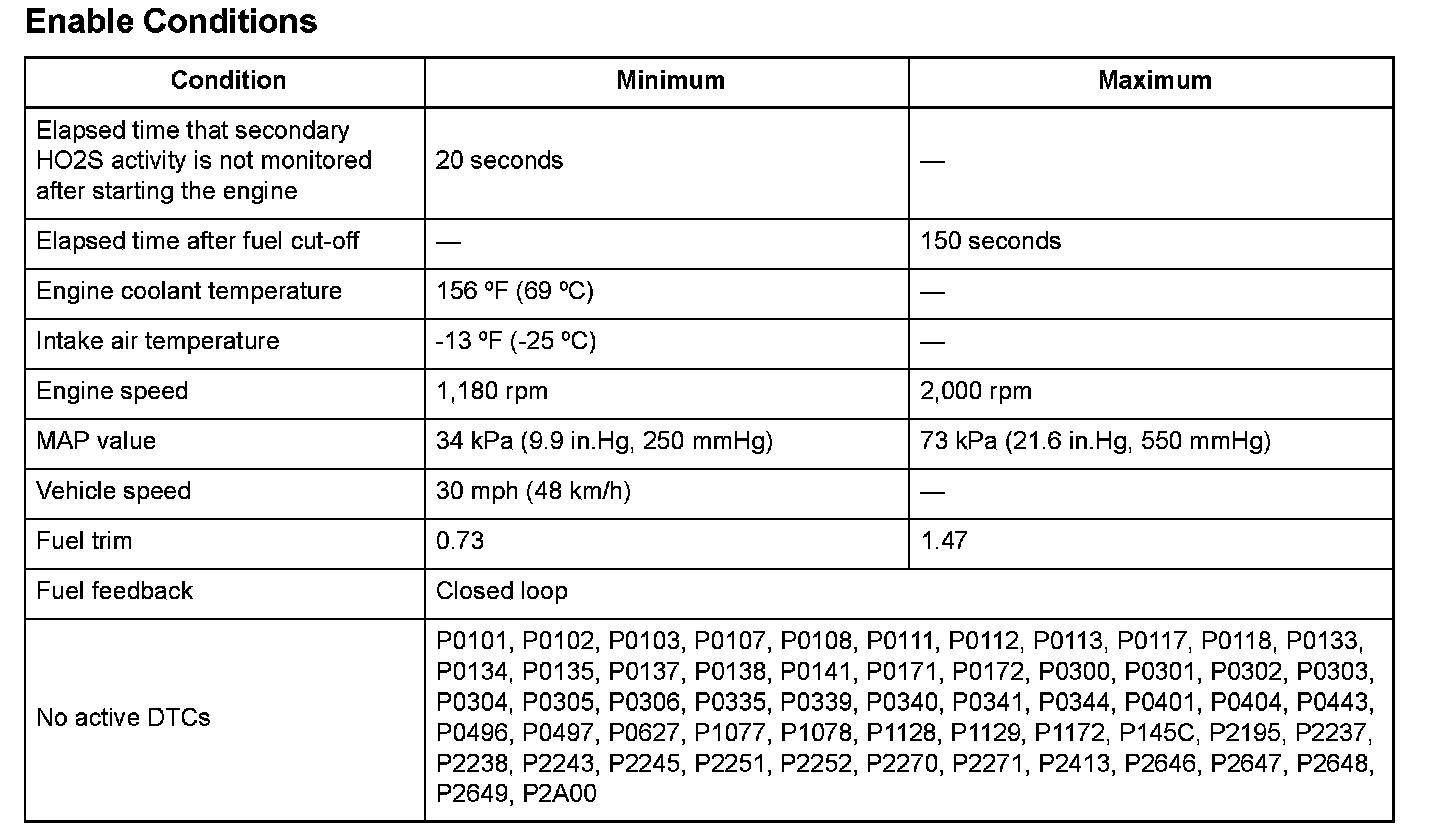 Enable Conditions
Condition Minimum Maximum
Elapsed time that secondary
HO2S activity is not monitored
after starting the engine
20 seconds —
Elapsed time after fuel cut-off — 150 seconds
Engine coolant temperature 156 ºF (69 ºC) —
Intake air temperature -13 ºF (-25 ºC) —
Engine speed 1,180 rpm 2,000 rpm
MAP value 34 kPa (9.9 in.Hg, 250 mmHg) 73 kPa (21.6 in.Hg, 550 mmHg)
Vehicle speed 30 mph (48 km/h) —
Fuel trim 0.73 1.47
Fuel feedback Closed loop
No active DTCs
P0101, P0102, P0103, P0107, P0108, P0111, P0112, P0113, P0117, P0118, P0133,
P0134, P0135, P0137, P0138, P0141, P0171, P0172, P0300, P0301, P0302, P0303,
P0304, P0305, P0306, P0335, P0339, P0340, P0341, P0344, P0401, P0404, P0443,
P0496, P0497, P0627, P1077, P1078, P1128, P1129, P1172, P145C, P2195, P2237,
P2238, P2243, P2245, P2251, P2252, P2270, P2271, P2413, P2646, P2647, P2648,
P2649, P2A00